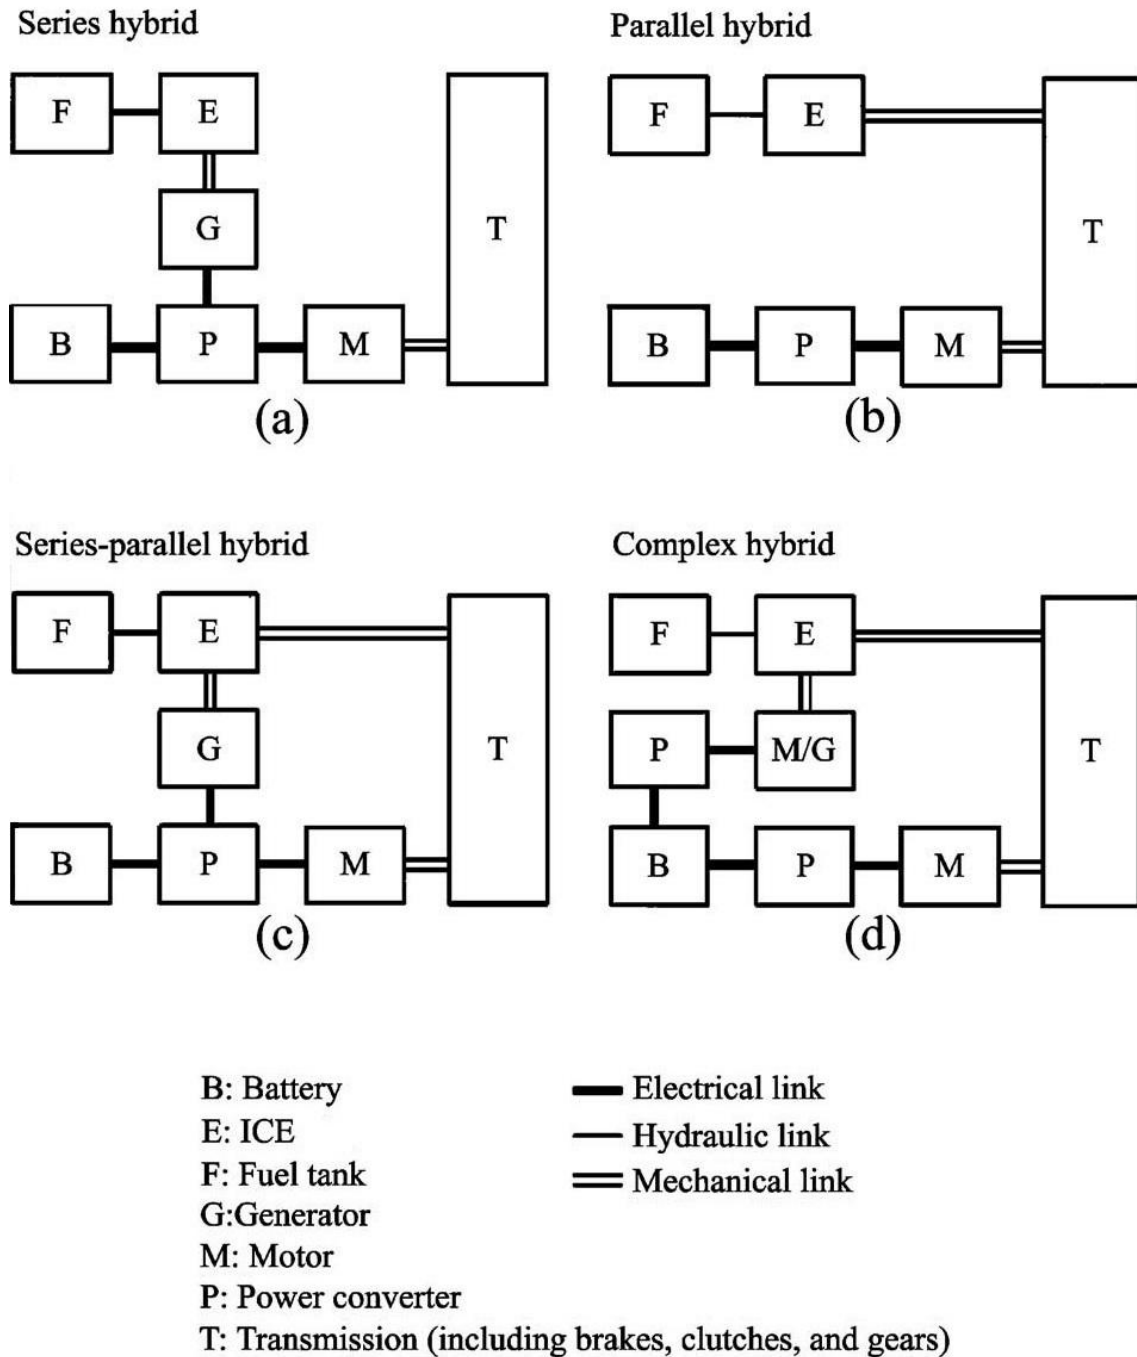 Series hybrid
F E
G
T
B P M
(a)
Parallel hybrid
F E
T
B P M
(b)
Series-parallel hybrid
F E
G
T
B P M
(c)
Complex hybrid
F E
P M/G
T
B P M
(d)
B: Battery
E: ICE
F: Fuel tank
G:Generator
M: Motor
P: Power converter
T: Transmission (including brakes, clutches, and gears)
Electrical link
Hydraulic link
Mechanical link